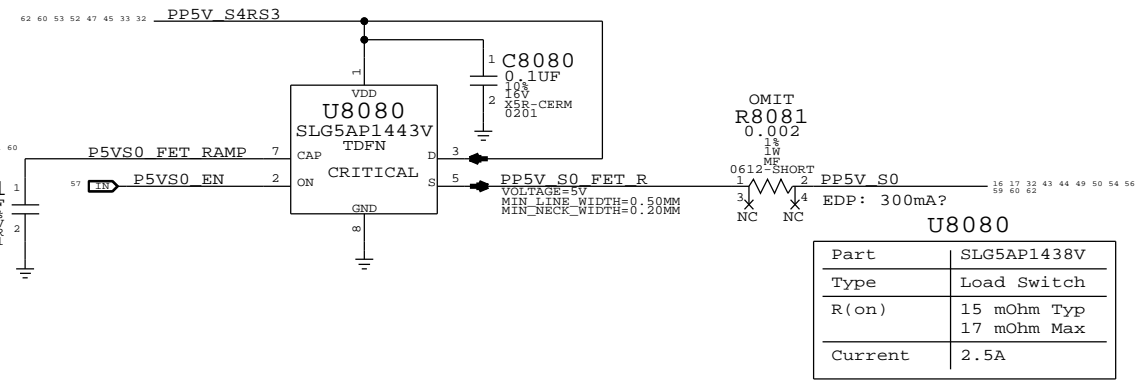 62 60 53 52 47 45 33 32 PP5V_S4RS3
1
C8080
0.1UF
10%
16V
X5R-CERM
0201
2
1
VDD
U8080
SLG5AP1443V
TDFN
CRITICAL
60
P5VS0_FET_RAMP
7
CAP
D
3
57
IN
P5VS0_EN
2
ON
S
5
PP5V_S0_FET_R
VOLTAGE=5V
MIN_LINE_WIDTH=0.50MM
MIN_NECK_WIDTH=0.20MM
GND
8
1
2
OMIT
R8081
0.002
1%
1W
MF
0612-SHORT
1
2
3
4
NC
NC
PP5V_S0
16 17 32 43 44 49 50 54 56
59 60 62
EDP: 300mA?
U8080
Part SLG5AP1438V
Type Load Switch
R(on) 15 mOhm Typ
17 mOhm Max
Current 2.5A